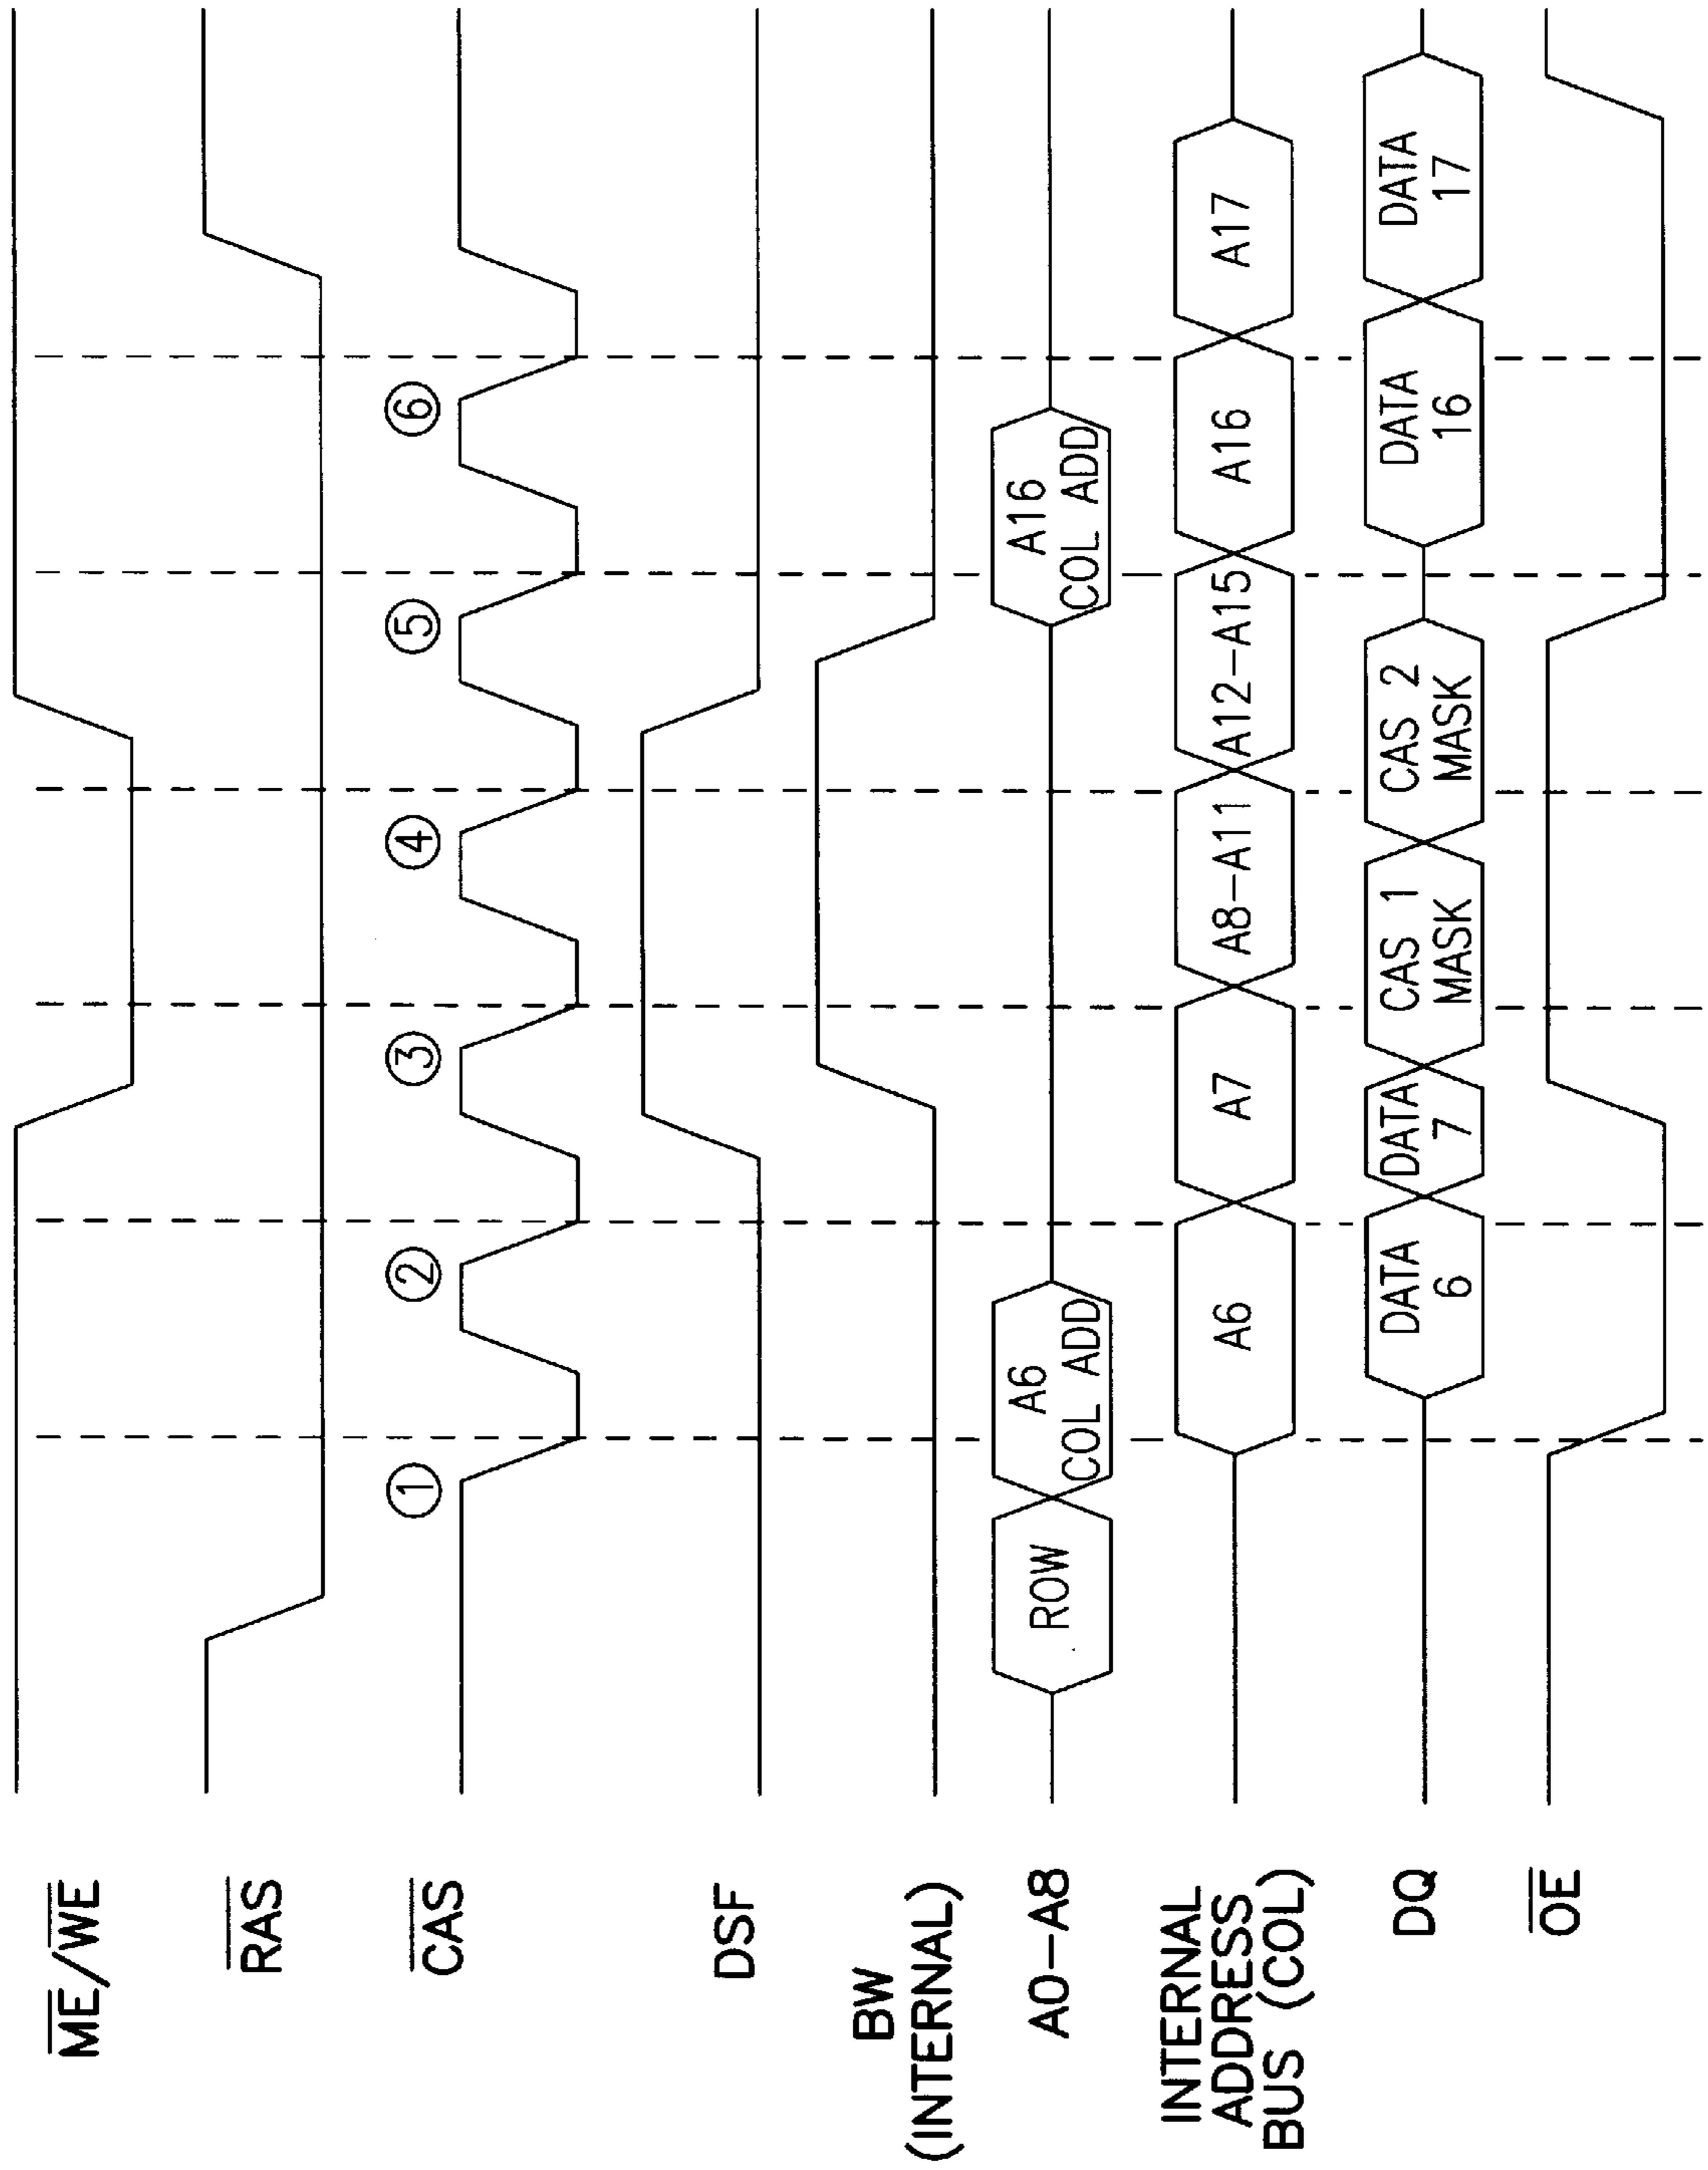 ME/WE
RAS
CAS
① ② ③ ④ ⑤ ⑥
DSF
BW
(INTERNAL)
A0-A8
ROW
A6
COL ADD
A16
COL ADD
INTERNAL
ADDRESS
BUS (COL)
A6 A7 A8-A11 A12-A15 A16 A17
DQ
DATA
6
DATA
7
CAS 1
MASK
CAS 2
MASK
DATA
16
DATA
17
OE